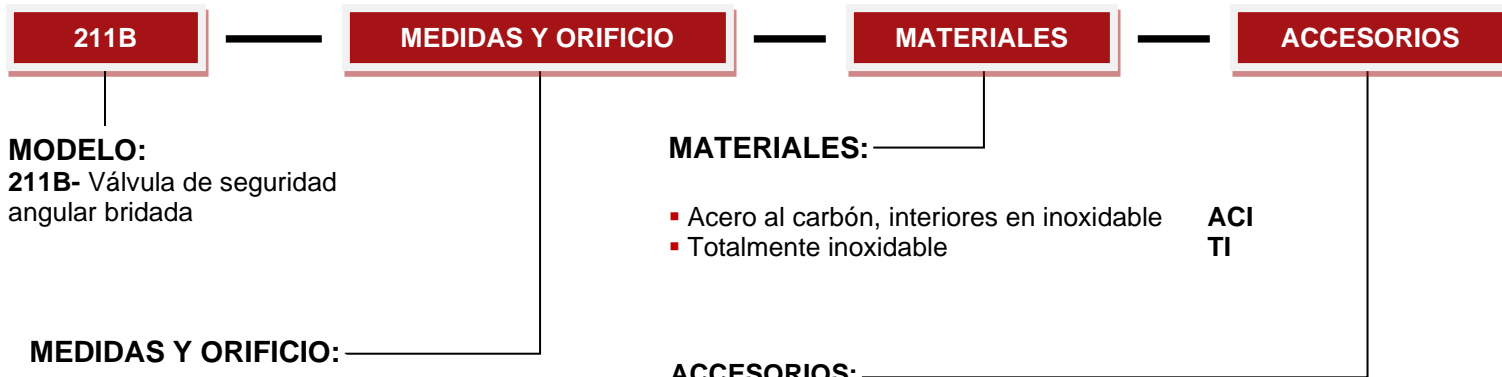 211B
MEDIDAS Y ORIFICIO
MATERIALES
ACCESORIOS
MODELO:
211B- Válvula de seguridad
angular bridada
MATERIALES:
▪ Acero al carbón, interiores en inoxidable ACI
▪ Totalmente inoxidable TI
MEDIDAS Y ORIFICIO:
ACCESORIOS: